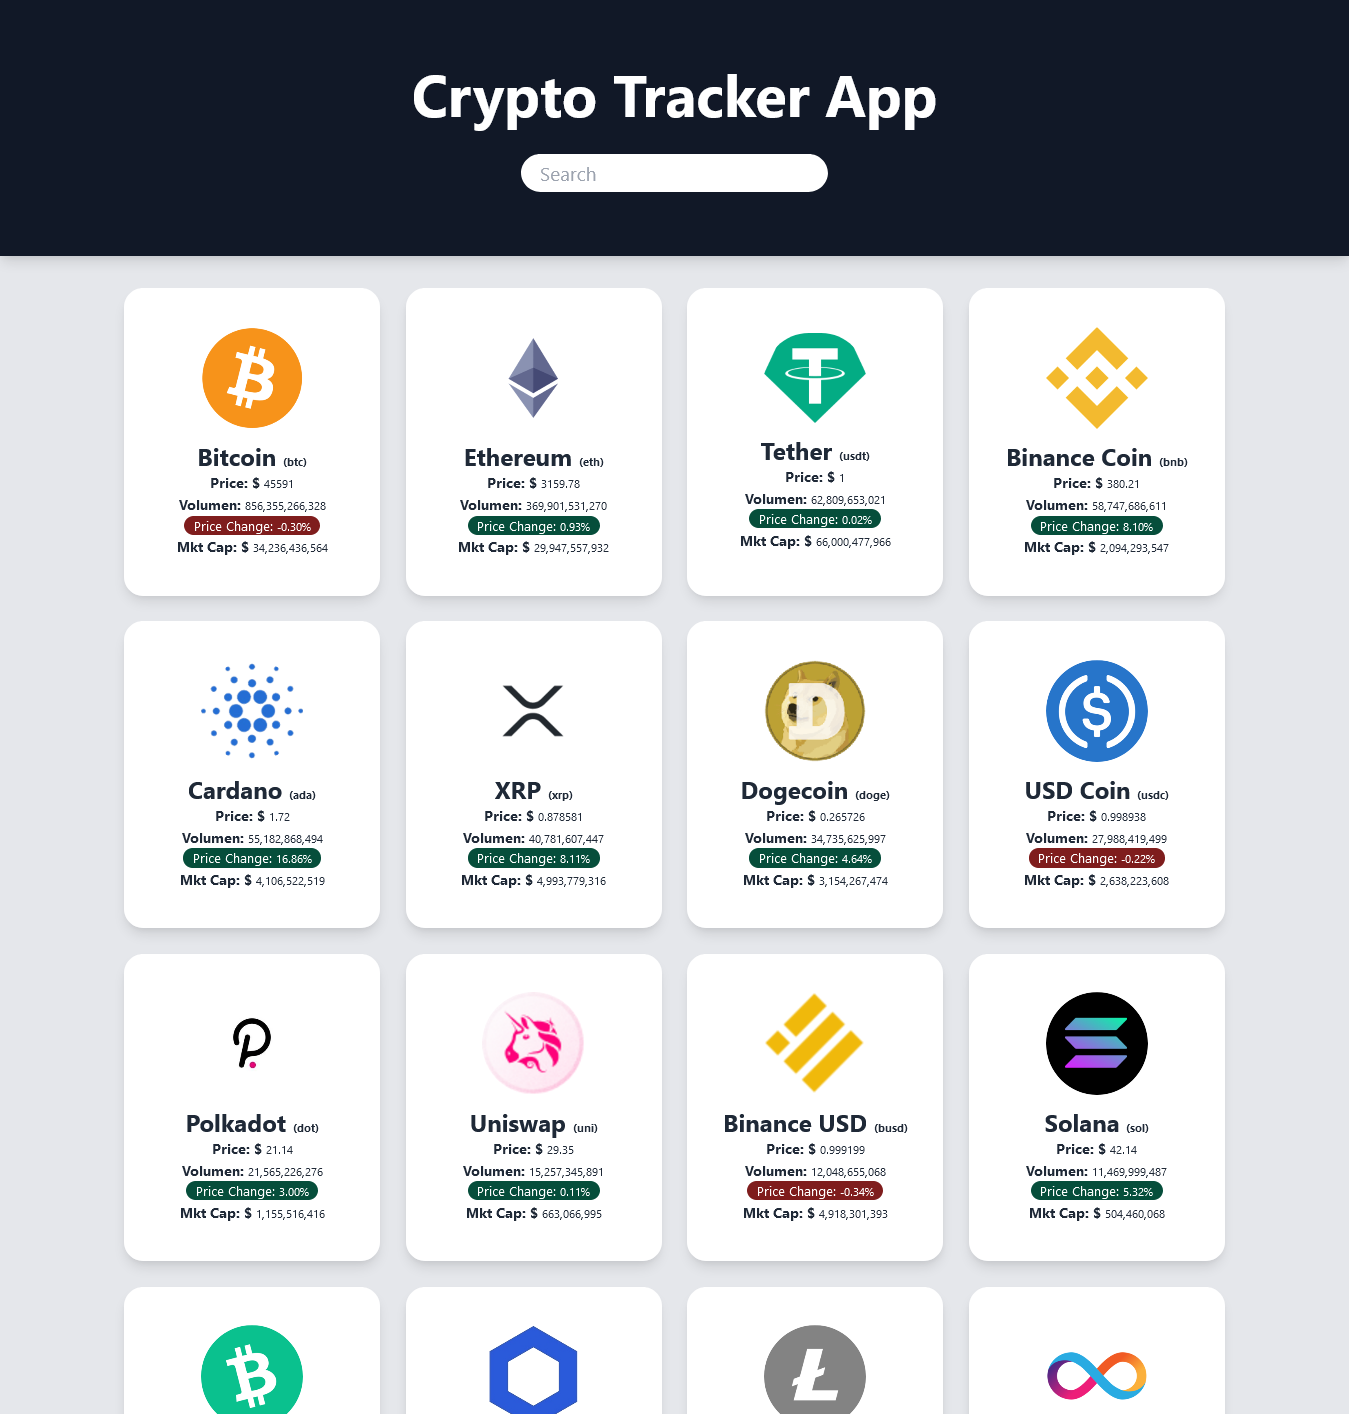 Crypto Tracker App
Search
Bitcoin (btc)
Price: $ 45591
Volumen: 856,355,266,328
Price Change: -0.30%
Mkt Cap: $ 34,236,436,564
Ethereum (eth)
Price: $ 3159.78
Volumen: 369,901,531,270
Price Change: 0.93%
Mkt Cap: $ 29,947,557,932
Tether (usdt)
Price: $ 1
Volumen: 62,809,653,021
Price Change: 0.02%
Mkt Cap: $ 66,000,477,966
Binance Coin (bnb)
Price: $ 380.21
Volumen: 58,747,686,611
Price Change: 8.10%
Mkt Cap: $ 2,094,293,547
Cardano (ada)
Price: $ 1.72
Volumen: 55,182,868,494
Price Change: 16.86%
Mkt Cap: $ 4,106,522,519
XRP (xrp)
Price: $ 0.878581
Volumen: 40,781,607,447
Price Change: 8.11%
Mkt Cap: $ 4,993,779,316
Dogecoin (doge)
Price: $ 0.265726
Volumen: 34,735,625,997
Price Change: 4.64%
Mkt Cap: $ 3,154,267,474
USD Coin (usdc)
Price: $ 0.998938
Volumen: 27,988,419,499
Price Change: -0.22%
Mkt Cap: $ 2,638,223,608
Polkadot (dot)
Price: $ 21.14
Volumen: 21,565,226,276
Price Change: 3.00%
Mkt Cap: $ 1,155,516,416
Uniswap (uni)
Price: $ 29.35
Volumen: 15,257,345,891
Price Change: 0.11%
Mkt Cap: $ 663,066,995
Binance USD (busd)
Price: $ 0.999199
Volumen: 12,048,655,068
Price Change: -0.34%
Mkt Cap: $ 4,918,301,393
Solana (sol)
Price: $ 42.14
Volumen: 11,469,999,487
Price Change: 5.32%
Mkt Cap: $ 504,460,068